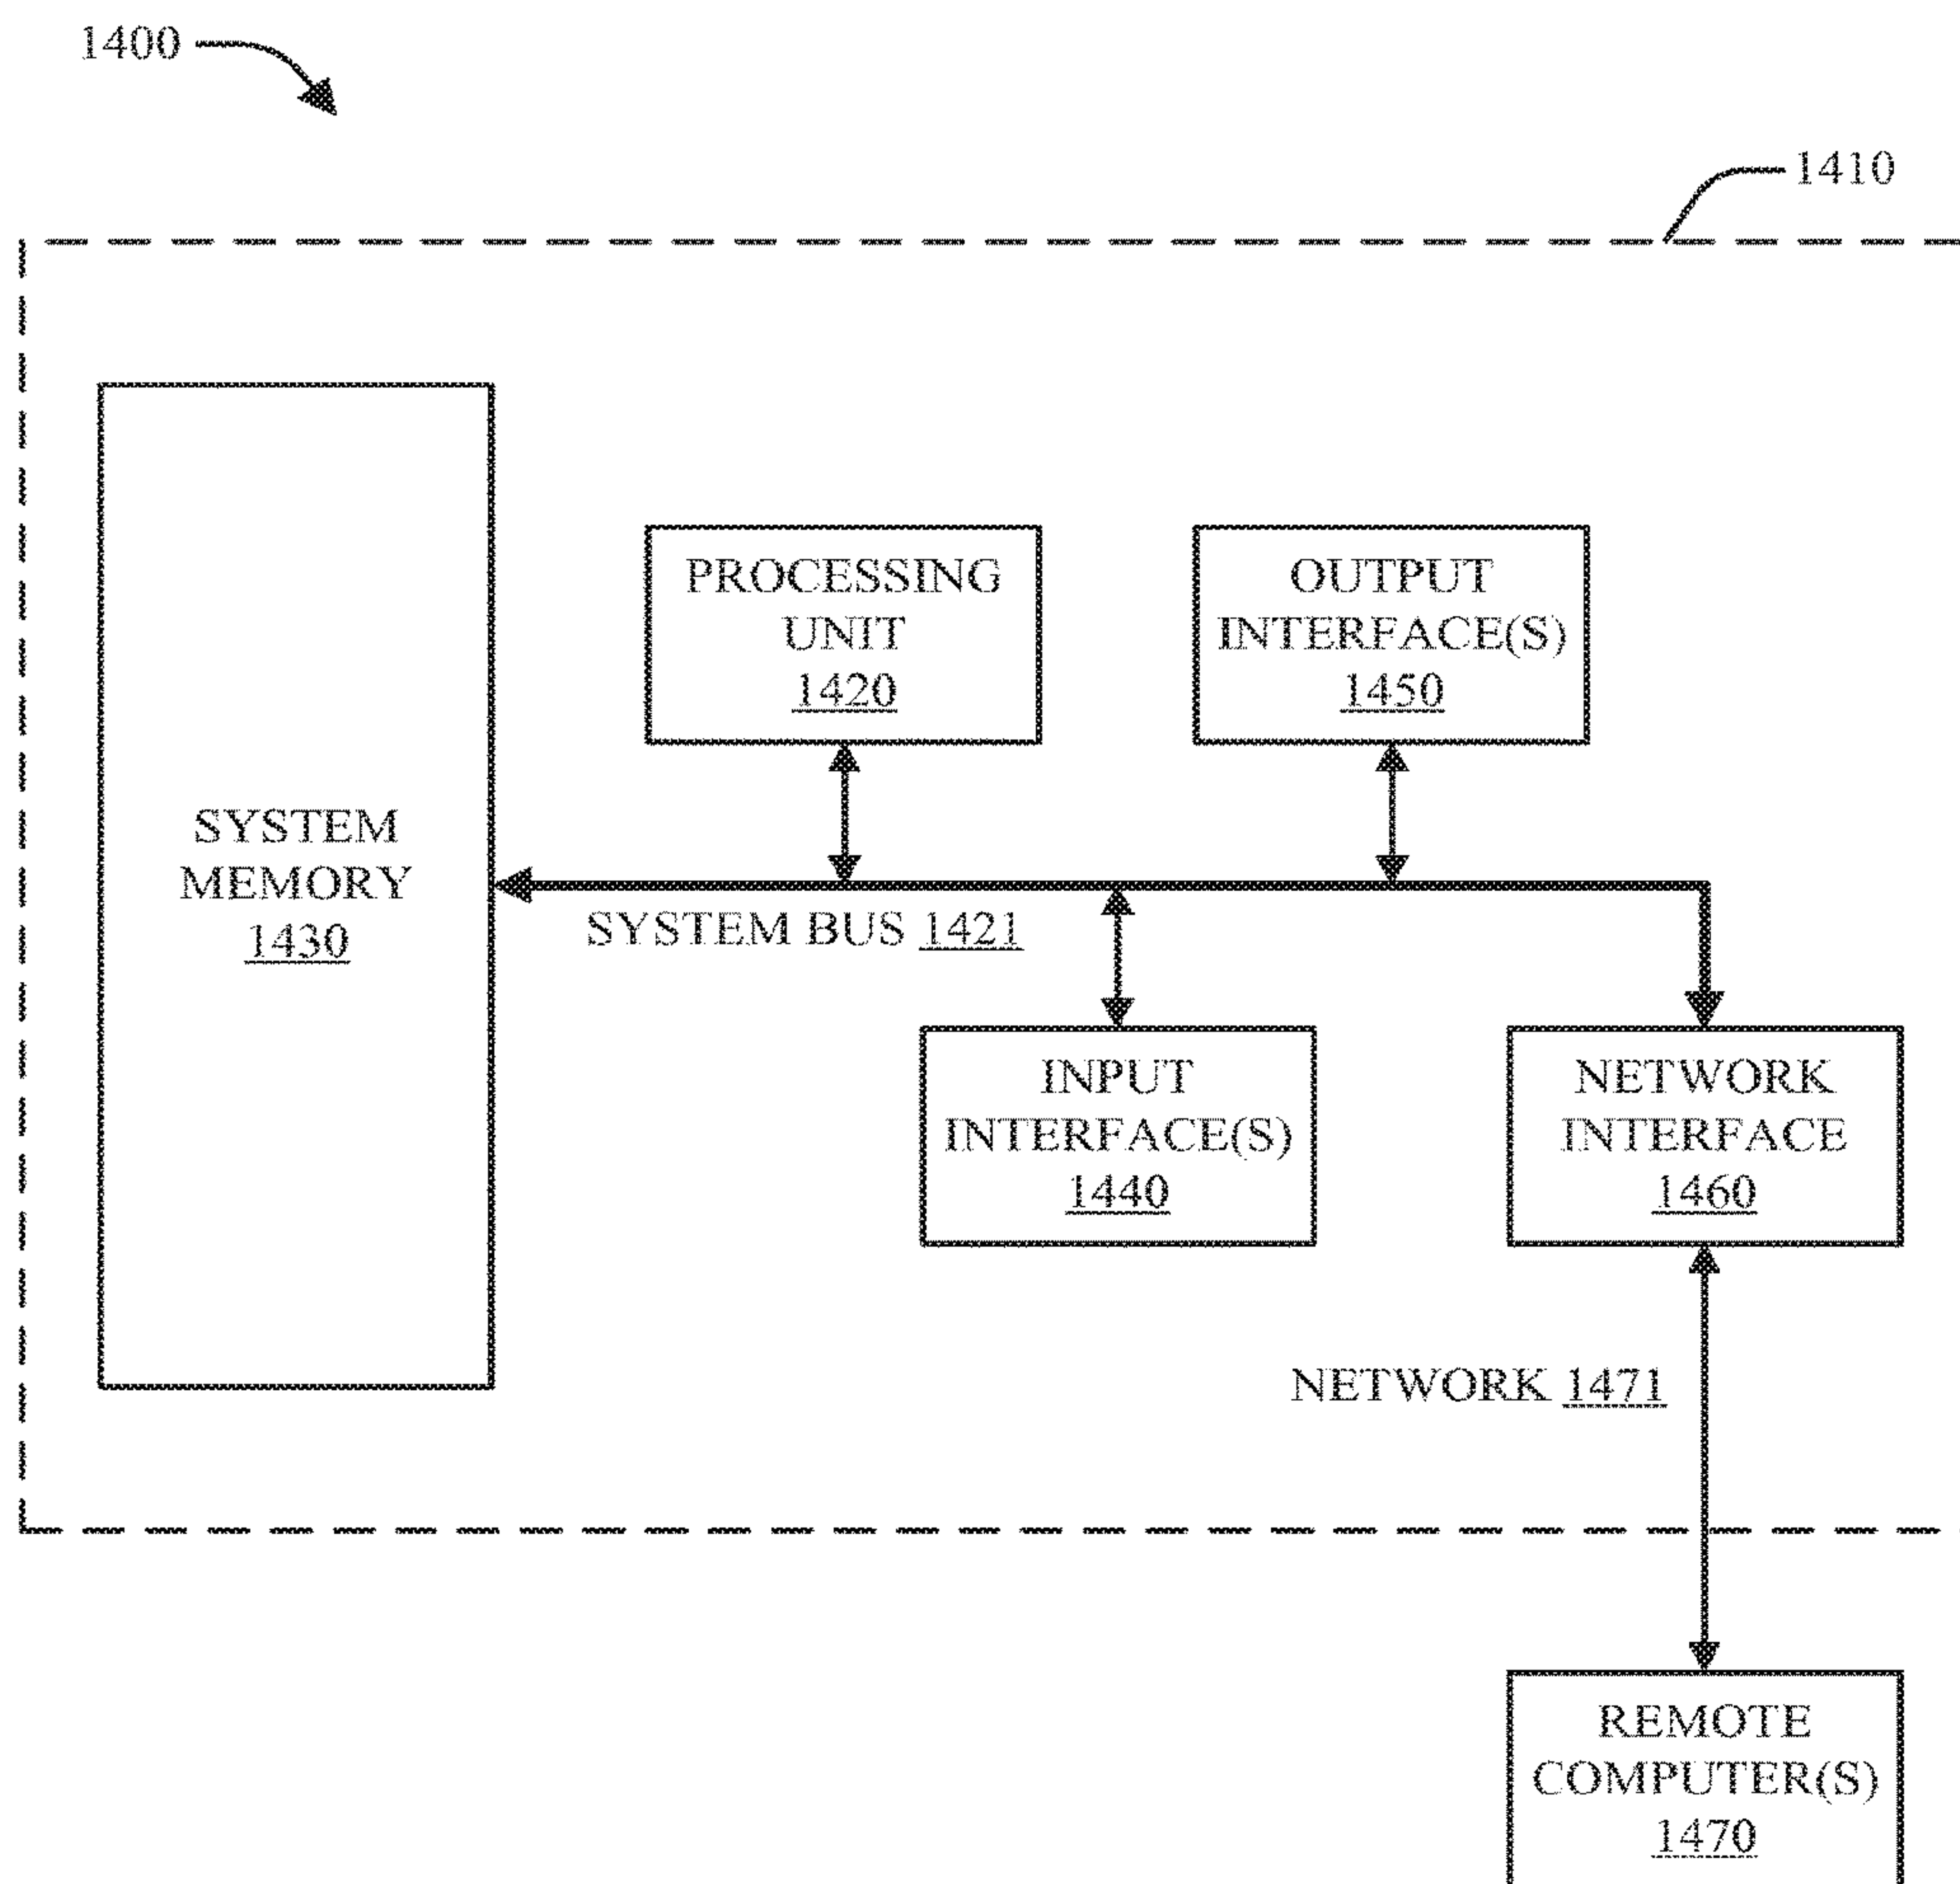 1400
1410
PROCESSING
UNIT
1420
OUTPUT
INTERFACE(S)
1450
SYSTEM
MEMORY
1430
SYSTEM BUS 1421
INPUT
INTERFACE(S)
1440
NETWORK
INTERFACE
1460
NETWORK 1471
REMOTE
COMPUTER(S)
1470